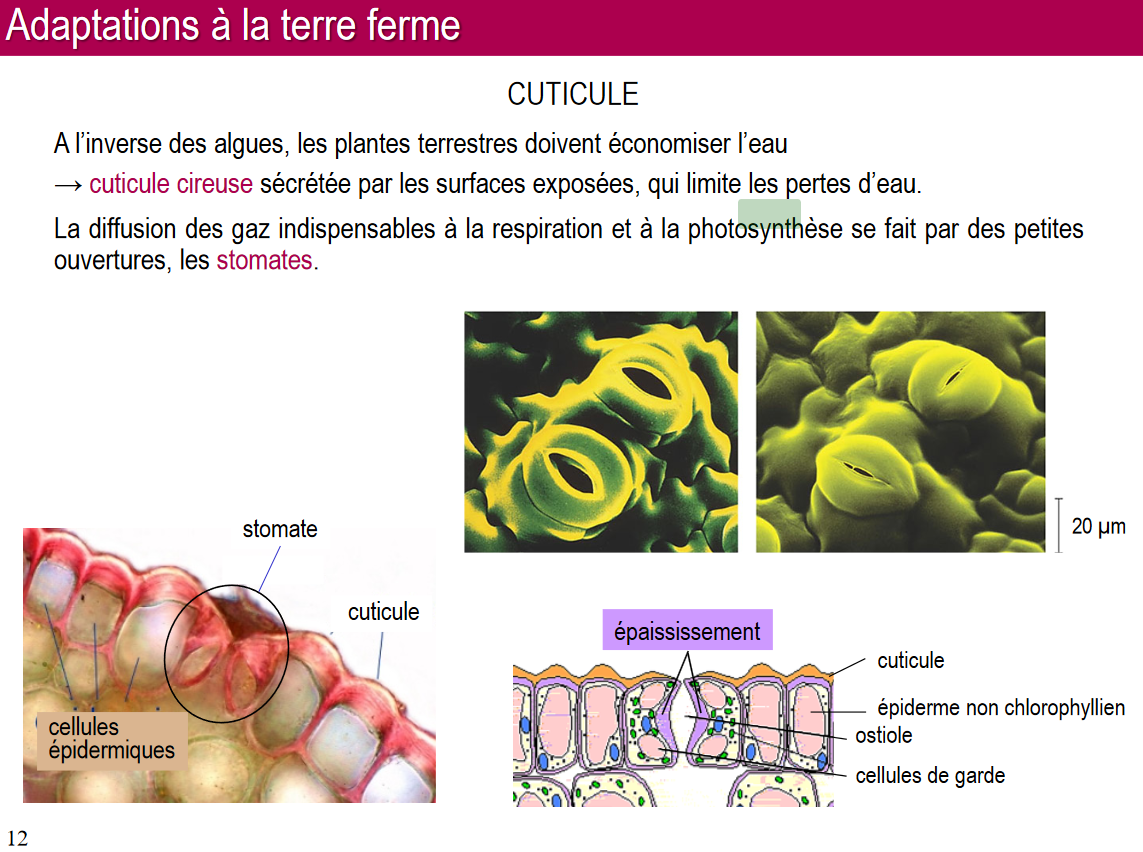 Adaptations à la terre ferme
CUTICULE
A l’inverse des algues, les plantes terrestres doivent économiser l’eau
→ cuticule cireuse sécrétée par les surfaces exposées, qui limite les pertes d’eau.
La diffusion des gaz indispensables à la respiration et à la photosynthèse se fait par des petites
ouvertures, les stomates.
20 µm
stomate
cuticule
cellules
épidermiques
épaississement
cuticule
épiderme non chlorophyllien
ostiole
cellules de garde
12